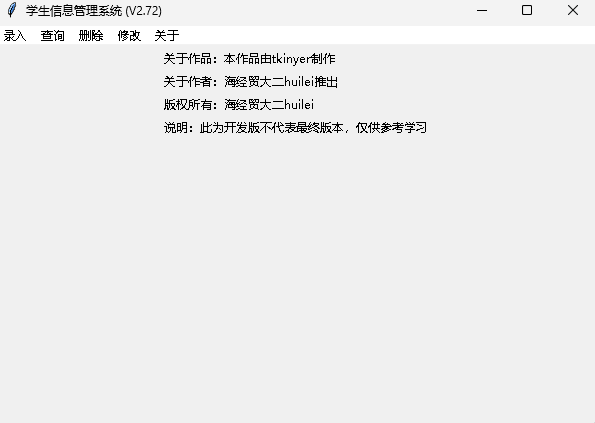 学生信息管理系统 (V2.72)
录入 查询 删除 修改 关于
关于作品：本作品由tkinyer制作
关于作者：海经贸大二huilei推出
版权所有：海经贸大二huilei
说明：此为开发版不代表最终版本，仅供参考学习